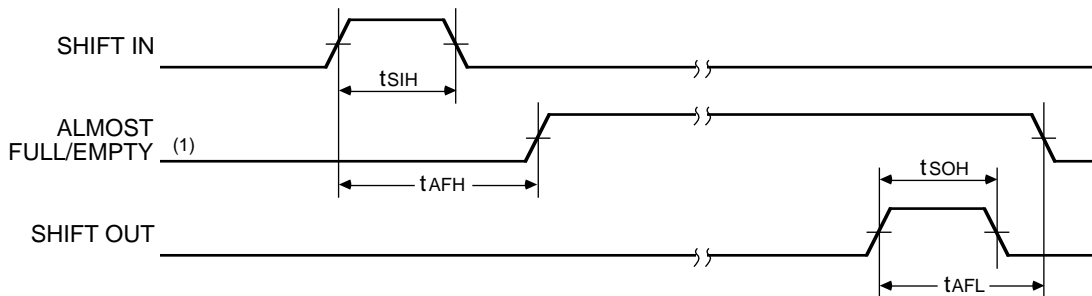 SHIFT IN
tSIH
ALMOST
FULL/EMPTY (1)
tAFH
tSOH
SHIFT OUT
tAFL